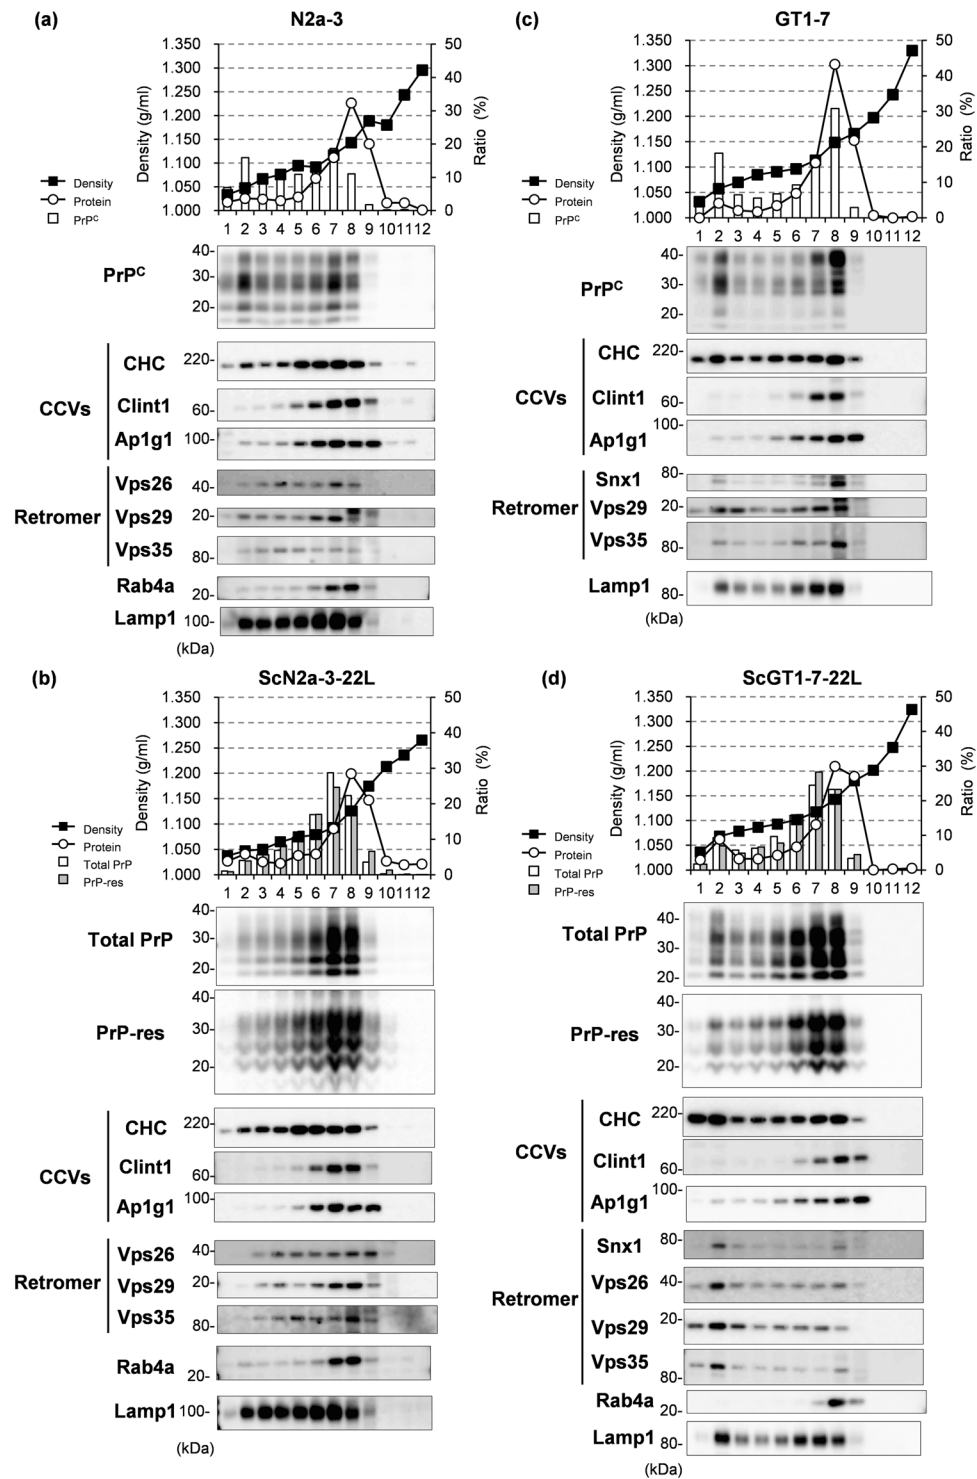 (a) N2a-3
1.350 50
1.300 40
1.250
1.200 30
1.150 20
1.100
1.050 10
1.000 0
Density (g/ml)
Ratio (%)
Density
Protein
PrPC
1 2 3 4 5 6 7 8 9 10 11 12
PrPC 40- 30- 20-
CCVs
CHC 220-
Clint1 60-
Ap1g1 100-
Retromer
Vps26 40-
Vps29 20-
Vps35 80-
Rab4a 20-
Lamp1 100-
(kDa)
(c) GT1-7
1.350 50
1.300 40
1.250
1.200 30
1.150 20
1.100
1.050 10
1.000 0
Density (g/ml)
Ratio (%)
Density
Protein
PrPC
1 2 3 4 5 6 7 8 9 10 11 12
PrPC 40- 30- 20-
CCVs
CHC 220-
Clint1 60-
Ap1g1 100-
Retromer
Snx1 80-
Vps29 20-
Vps35 80-
Lamp1 80-
(kDa)
(b) ScN2a-3-22L
1.350 50
1.300 40
1.250
1.200 30
1.150 20
1.100
1.050 10
1.000 0
Density (g/ml)
Ratio (%)
Density
Protein
Total PrP
PrP-res
1 2 3 4 5 6 7 8 9 10 11 12
Total PrP 40- 30- 20-
PrP-res 40- 30- 20-
CCVs
CHC 220-
Clint1 60-
Ap1g1 100-
Retromer
Vps26 40-
Vps29 20-
Vps35 80-
Rab4a 20-
Lamp1 100-
(kDa)
(d) ScGT1-7-22L
1.350 50
1.300 40
1.250
1.200 30
1.150 20
1.100
1.050 10
1.000 0
Density (g/ml)
Ratio (%)
Density
Protein
Total PrP
PrP-res
1 2 3 4 5 6 7 8 9 10 11 12
Total PrP 40- 30- 20-
PrP-res 40- 30- 20-
CCVs
CHC 220-
Clint1 60-
Ap1g1 100-
Retromer
Snx1 80-
Vps26 40-
Vps29 20-
Vps35 80-
Rab4a 20-
Lamp1 80-
(kDa)